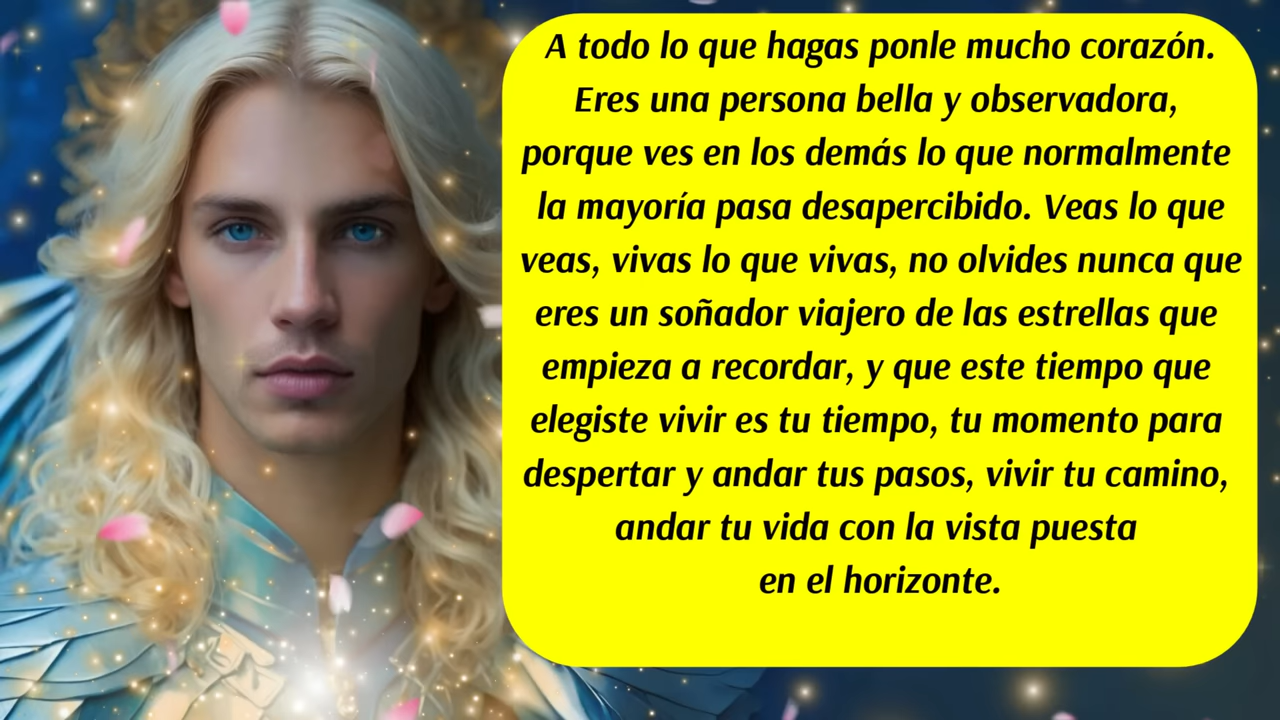 A todo lo que hagas ponle mucho corazón.
Eres una persona bella y observadora,
porque ves en los demás lo que normalmente
la mayoría pasa desapercibido. Veas lo que
veas, vivas lo que vivas, no olvides nunca que
eres un soñador viajero de las estrellas que
empieza a recordar, y que este tiempo que
elegiste vivir es tu tiempo, tu momento para
despertar y andar tus pasos, vivir tu camino,
andar tu vida con la vista puesta
en el horizonte.